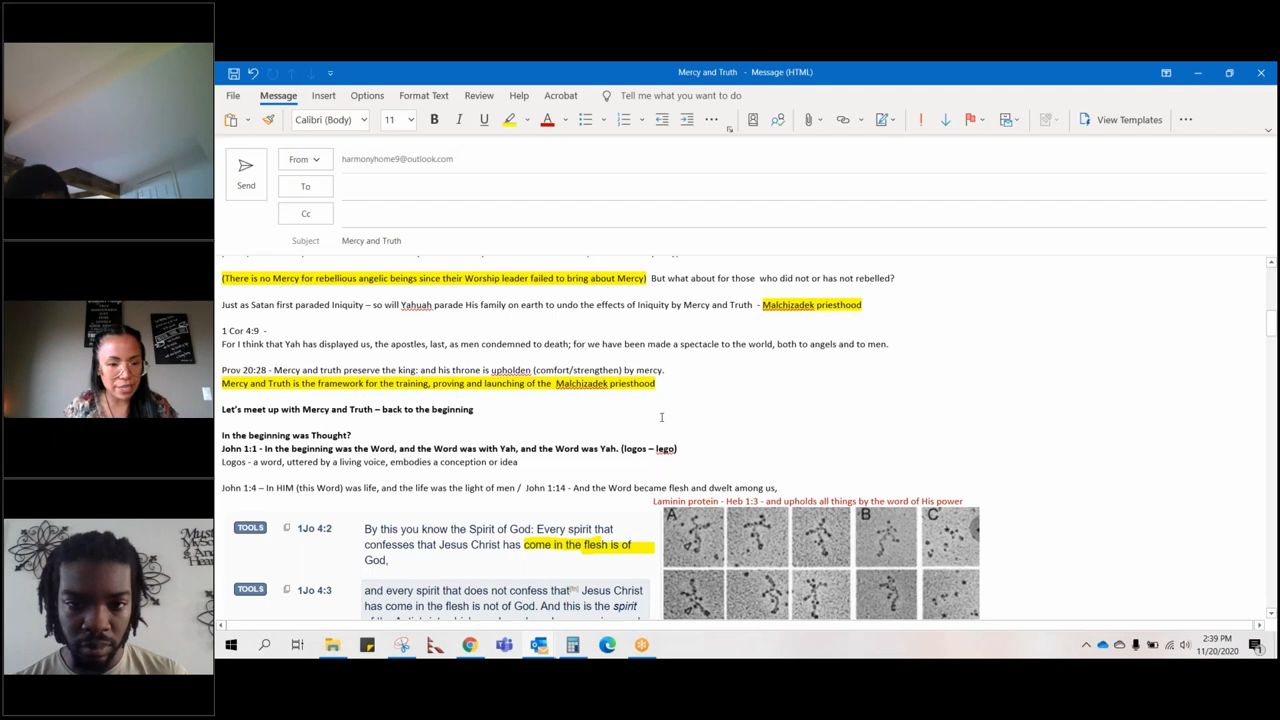 Mercy and Truth - Message (HTML)
File Message Insert Options Format Text Review Help Acrobat Tell me what you want to do
Calibri (Body) 11 B I U A View Templates
From harmonyhome9@outlook.com
Send
To
Cc
Subject Mercy and Truth
(There is no Mercy for rebellious angelic beings since their Worship leader failed to bring about Mercy) But what about for those who did not or has not rebelled?
Just as Satan first paraded Iniquity – so will Yahuah parade His family on earth to undo the effects of Iniquity by Mercy and Truth - Malchizadek priesthood
1 Cor 4:9 -
For I think that Yah has displayed us, the apostles, last, as men condemned to death; for we have been made a spectacle to the world, both to angels and to men.
Prov 20:28 - Mercy and truth preserve the king: and his throne is upholden (comfort/strengthen) by mercy.
Mercy and Truth is the framework for the training, proving and launching of the Malchizadek priesthood
Let's meet up with Mercy and Truth – back to the beginning
In the beginning was Thought?
John 1:1 - In the beginning was the Word, and the Word was with Yah, and the Word was Yah. (logos – lego)
Logos - a word, uttered by a living voice, embodies a conception or idea
John 1:4 – In HIM (this Word) was life, and the life was the light of men / John 1:14 - And the Word became flesh and dwelt among us,
Laminin protein - Heb 1:3 - and upholds all things by the word of His power
A B C
TOOLS 1Jo 4:2 By this you know the Spirit of God: Every spirit that
confesses that Jesus Christ has come in the flesh is of
God,
TOOLS 1Jo 4:3 and every spirit that does not confess that Jesus Christ
has come in the flesh is not of God. And this is the spirit
2:39 PM
11/20/2020